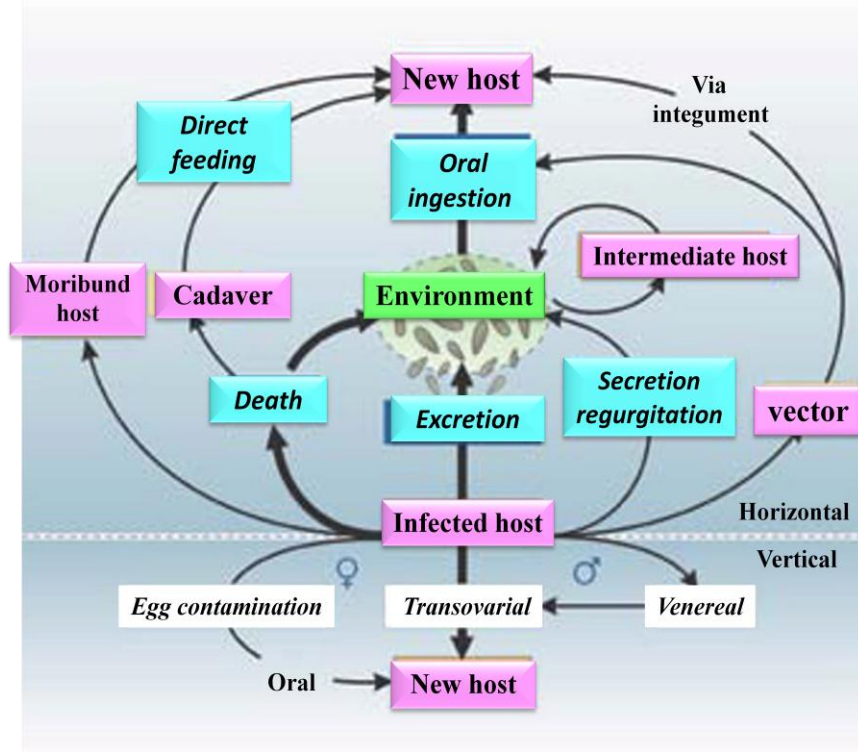 New host
Via
integument
Direct
feeding
Oral
ingestion
Intermediate host
Moribund
host
Cadaver
Environment
Death
Excretion
Secretion
regurgitation
vector
Infected host
Horizontal
Vertical
♀
♂
Egg contamination
Transovarial
Venereal
Oral
New host